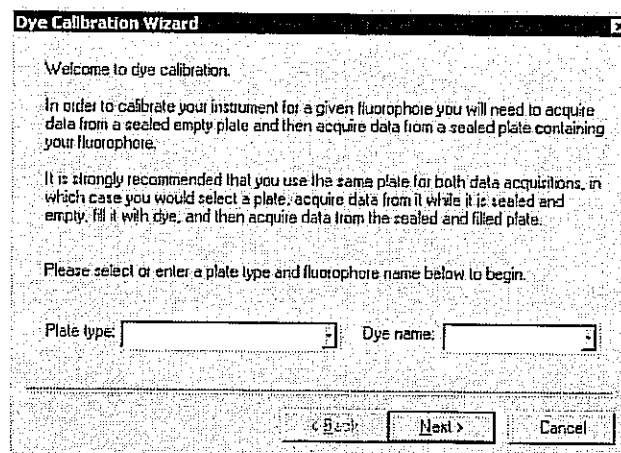 Dye Calibration Wizard
Welcome to dye calibration.
In order to calibrate your instrument for a given fluorophore you will need to acquire
data from a sealed empty plate and then acquire data from a sealed plate containing
your fluorophore.
It is strongly recommended that you use the same plate for both data acquisitions, in
which case you would select a plate, acquire data from it while it is sealed and
empty, fill it with dye, and then acquire data from the sealed and filled plate.
Please select or enter a plate type and fluorophore name below to begin.
Plate type: Dye name:
< Back Next > Cancel